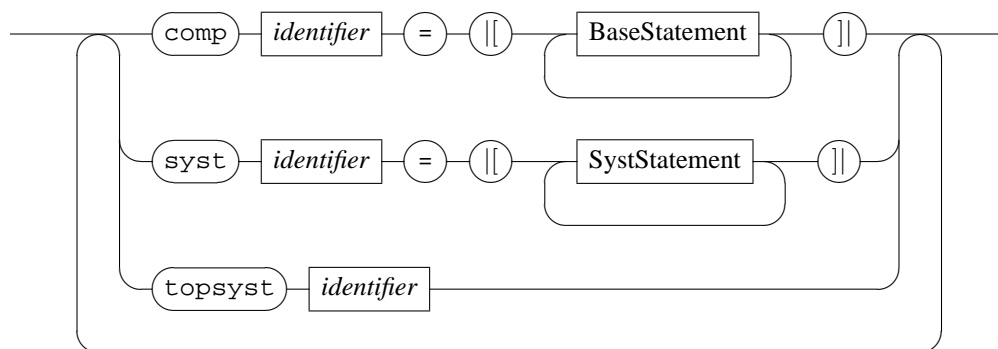 comp identifier = |[ BaseStatement ]|
syst identifier = |[ SystStatement ]|
topsyst identifier